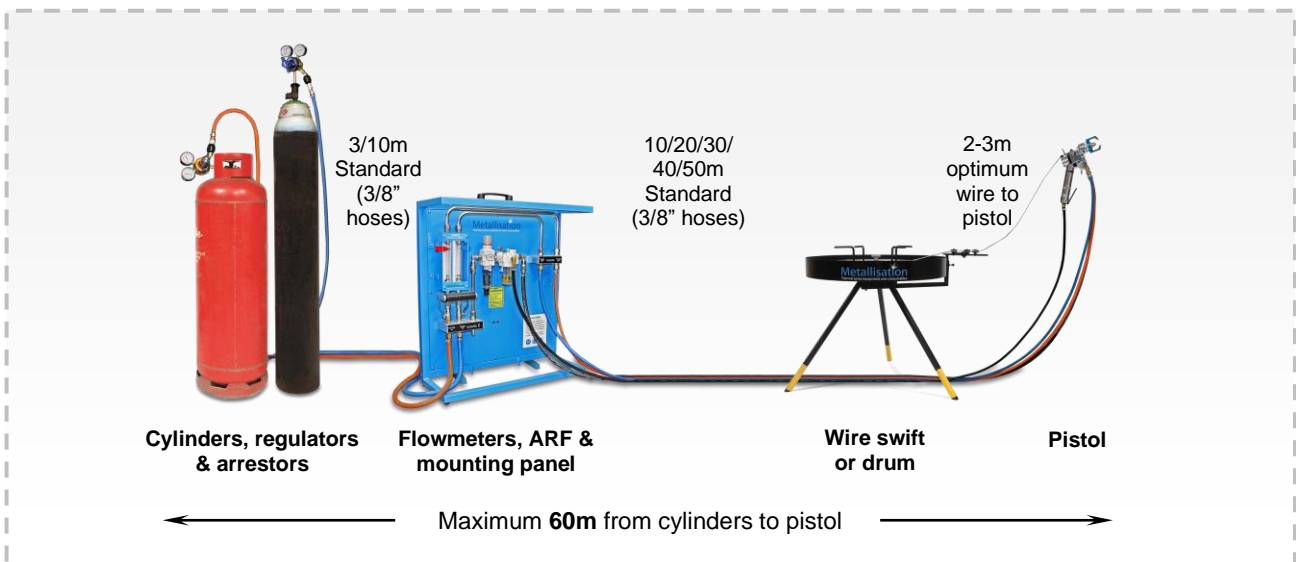 3/10m
Standard
(3/8”
hoses)
10/20/30/
40/50m
Standard
(3/8” hoses)
2-3m
optimum
wire to
pistol
Metallisation
Metallisation
Cylinders, regulators
& arrestors
Flowmeters, ARF &
mounting panel
Wire swift
or drum
Pistol
Maximum 60m from cylinders to pistol